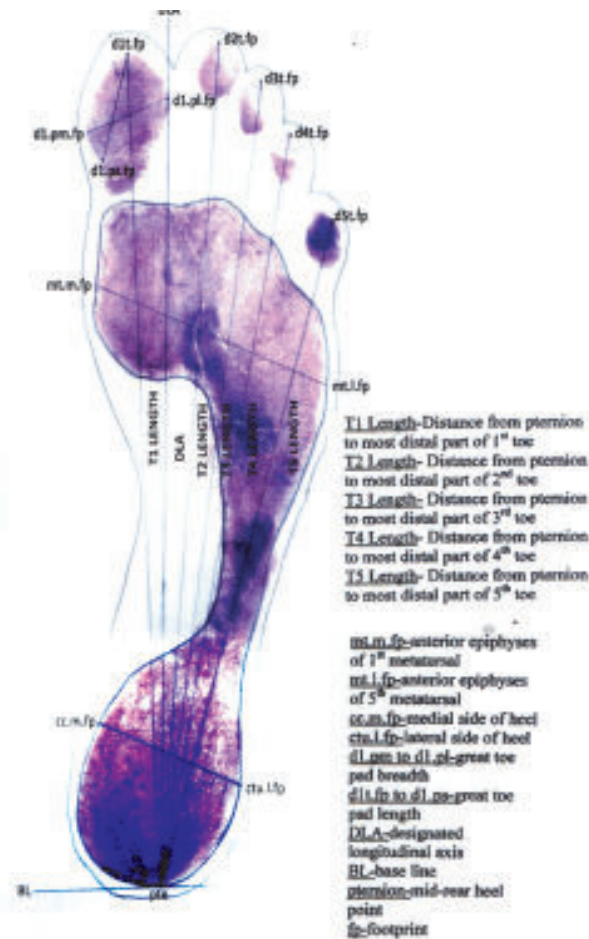 DLA
d1t.fp
d2t.fp
d3t.fp
d1.pl.fp
d1.pm.fp
d4t.fp
d1.pa.fp
d5t.fp
mt.m.fp
mt.l.fp
T1 LENGTH
DLA
T2 LENGTH
T3 LENGTH
T4 LENGTH
T5 LENGTH
T1 Length-Distance from pternion
to most distal part of 1st toe
T2 Length- Distance from pternion
to most distal part of 2nd toe
T3 Length- Distance from pternion
to most distal part of 3rd toe
T4 Length- Distance from pternion
to most distal part of 4th toe
T5 Length- Distance from pternion
to most distal part of 5th toe
mt.m.fp-anterior epiphyses
of 1st metatarsal
mt.l.fp-anterior epiphyses
of 5th metatarsal
cc.m.fp-medial side of heel
ctu.l.fp-lateral side of heel
d1.pm to d1.pl-great toe
pad breadth
d1t.fp to d1.pa-great toe
pad length
DLA-designated
longitudinal axis
BL-base line
pternion-mid-rear heel
point
fp-footprint
cc.m.fp
ctu.l.fp
BL
pte